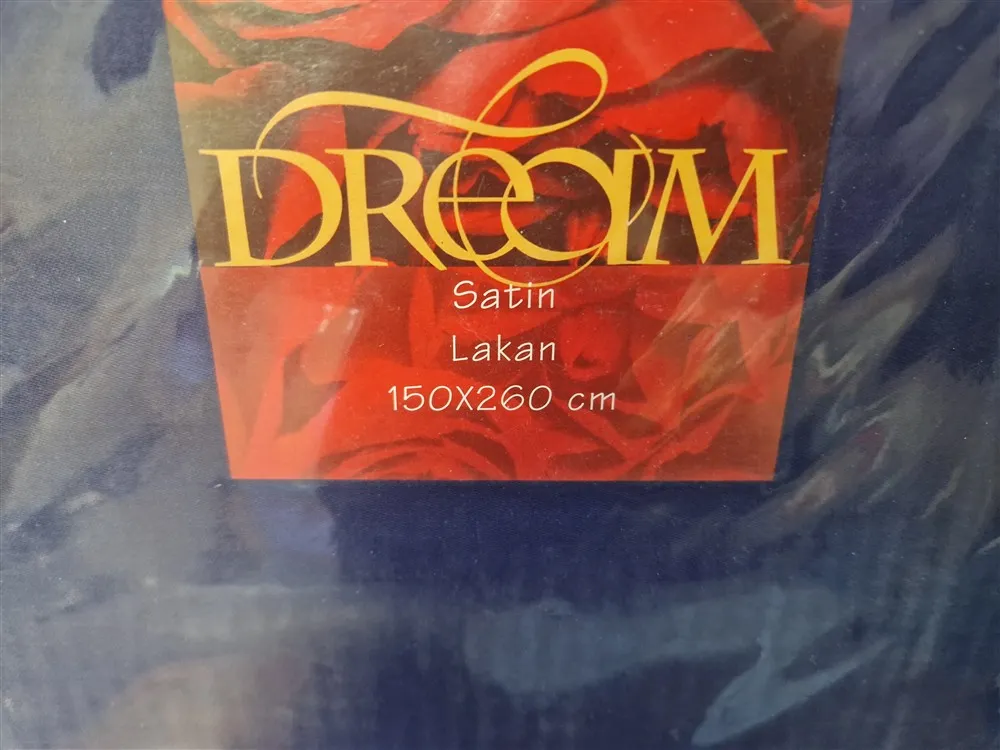 DREAM
Satin
Lakan
150X260 cm